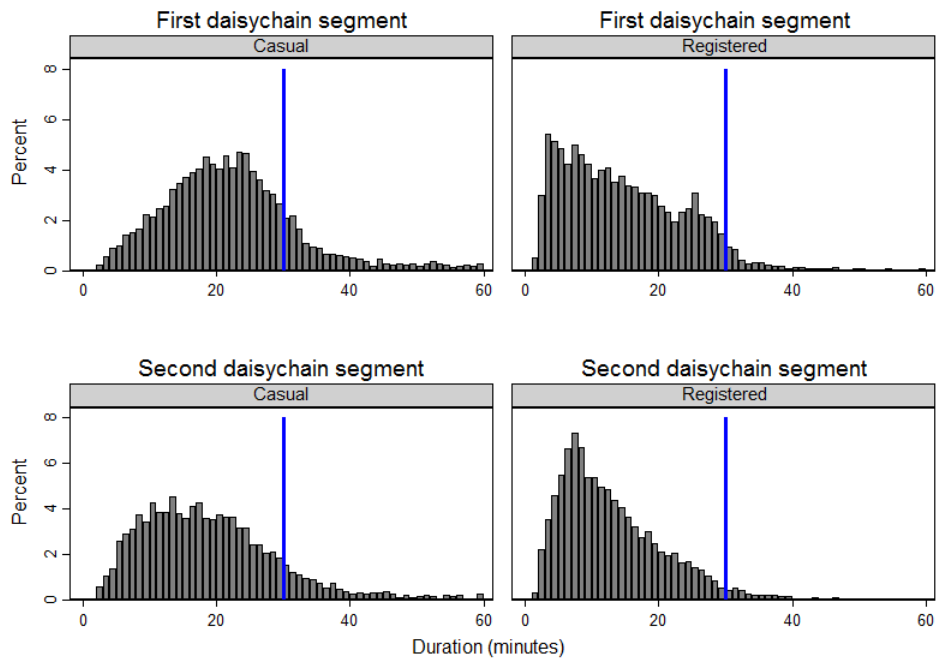 First daisychain segment
Casual
First daisychain segment
Registered
Percent
8
6
4
2
0
0 20 40 60
0 20 40 60
Second daisychain segment
Casual
Second daisychain segment
Registered
Percent
8
6
4
2
0
0 20 40 60
0 20 40 60
Duration (minutes)